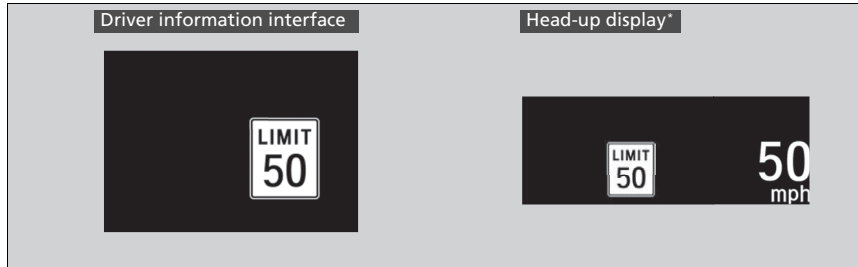 Driver information interface
LIMIT
50
Head-up display*
LIMIT
50
50
mph